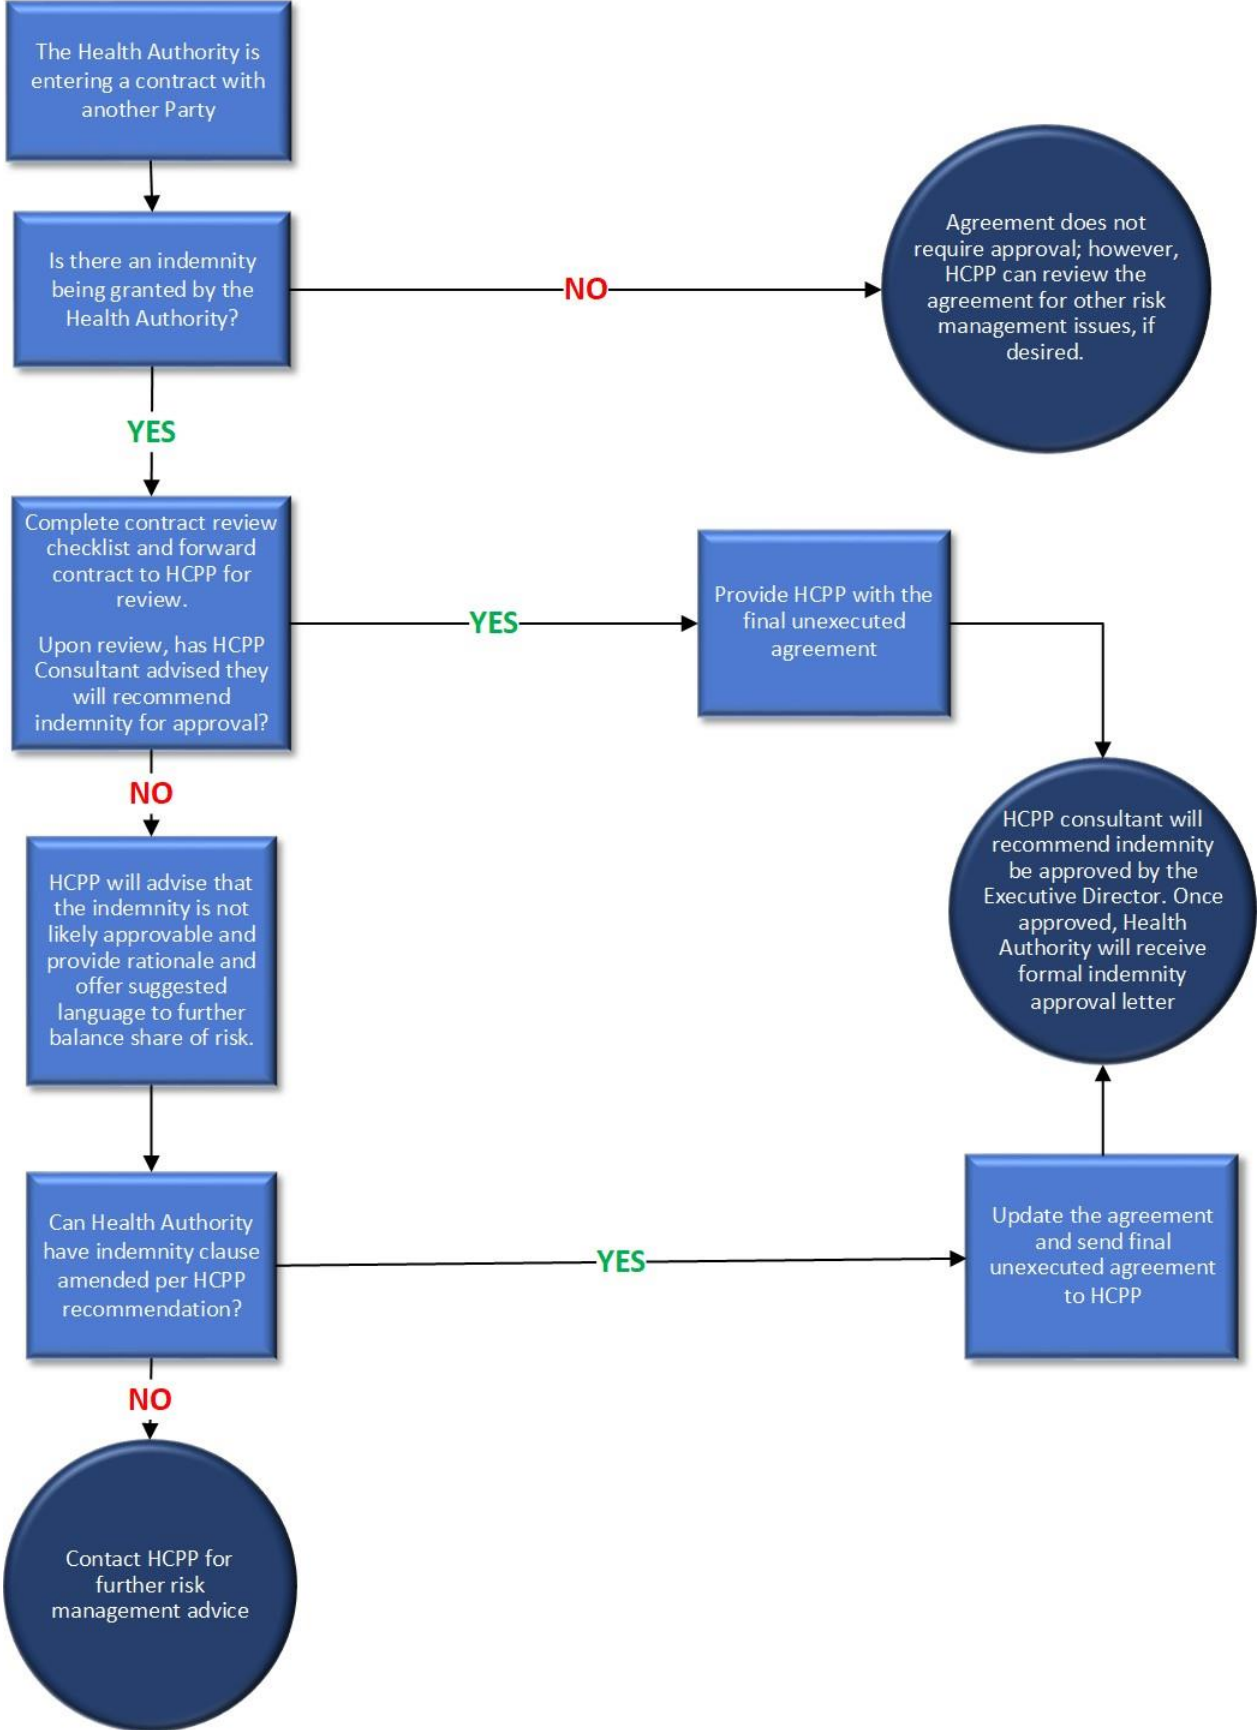 The Health Authority is
entering a contract with
another Party
Is there an indemnity
being granted by the
Health Authority?
NO
Agreement does not
require approval; however,
HCPP can review the
agreement for other risk
management issues, if
desired.
YES
Complete contract review
checklist and forward
contract to HCPP for
review.
Upon review, has HCPP
Consultant advised they
will recommend
indemnity for approval?
YES
Provide HCPP with the
final unexecuted
agreement
NO
HCPP consultant will
recommend indemnity
be approved by the
Executive Director. Once
approved, Health
Authority will receive
formal indemnity
approval letter
HCPP will advise that
the indemnity is not
likely approvable and
provide rationale and
offer suggested
language to further
balance share of risk.
Can Health Authority
have indemnity clause
amended per HCPP
recommendation?
YES
Update the agreement
and send final
unexecuted agreement
to HCPP
NO
Contact HCPP for
further risk
management advice